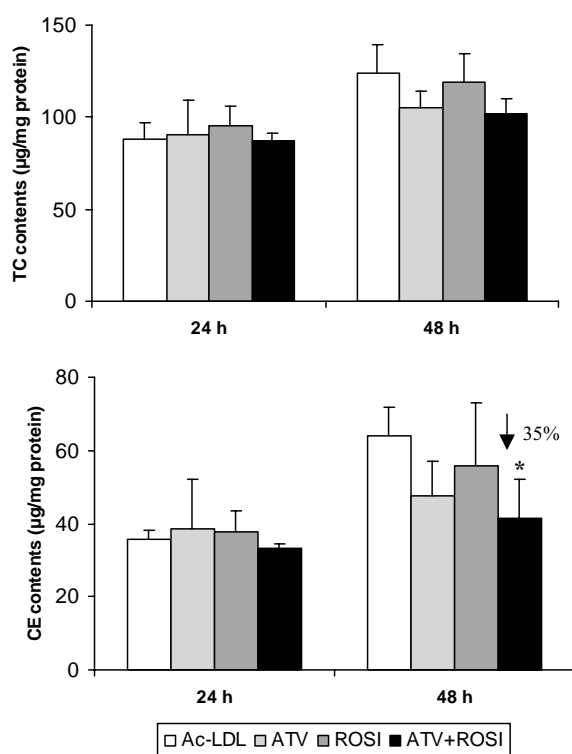 150
100
50
0
TC contents (µg/mg protein)
24 h 48 h
80
60
40
20
0
CE contents (µg/mg protein)
35%
*
24 h 48 h
Ac-LDL ATV ROSI ATV+ROSI